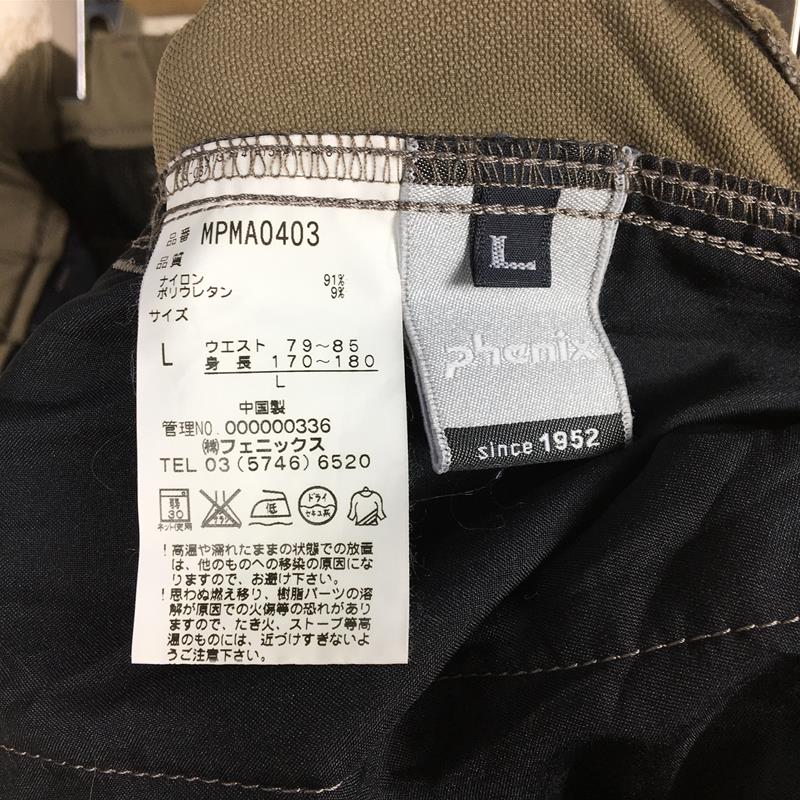 品番 MPMA0403
品質
ナイロン 91%
ポリウレタン 9%
サイズ
L ウエスト 79～85
身長 170～180
L
中国製
管理NO. 000000336
㈱フェニックス
TEL 03(5746)6520
弱
30
ネット使用
低
ドライ
セキユ系
！高温や濡れたままの状態での放置
は、他のものへの移染の原因にな
りますので、お避け下さい。
！思わぬ燃え移り、樹脂パーツの溶
解が原因での火傷等の恐れがあり
ますので、たき火、ストーブ等高
温のものには、近づけすぎないよ
うご注意下さい。
L
phenix
since 1952